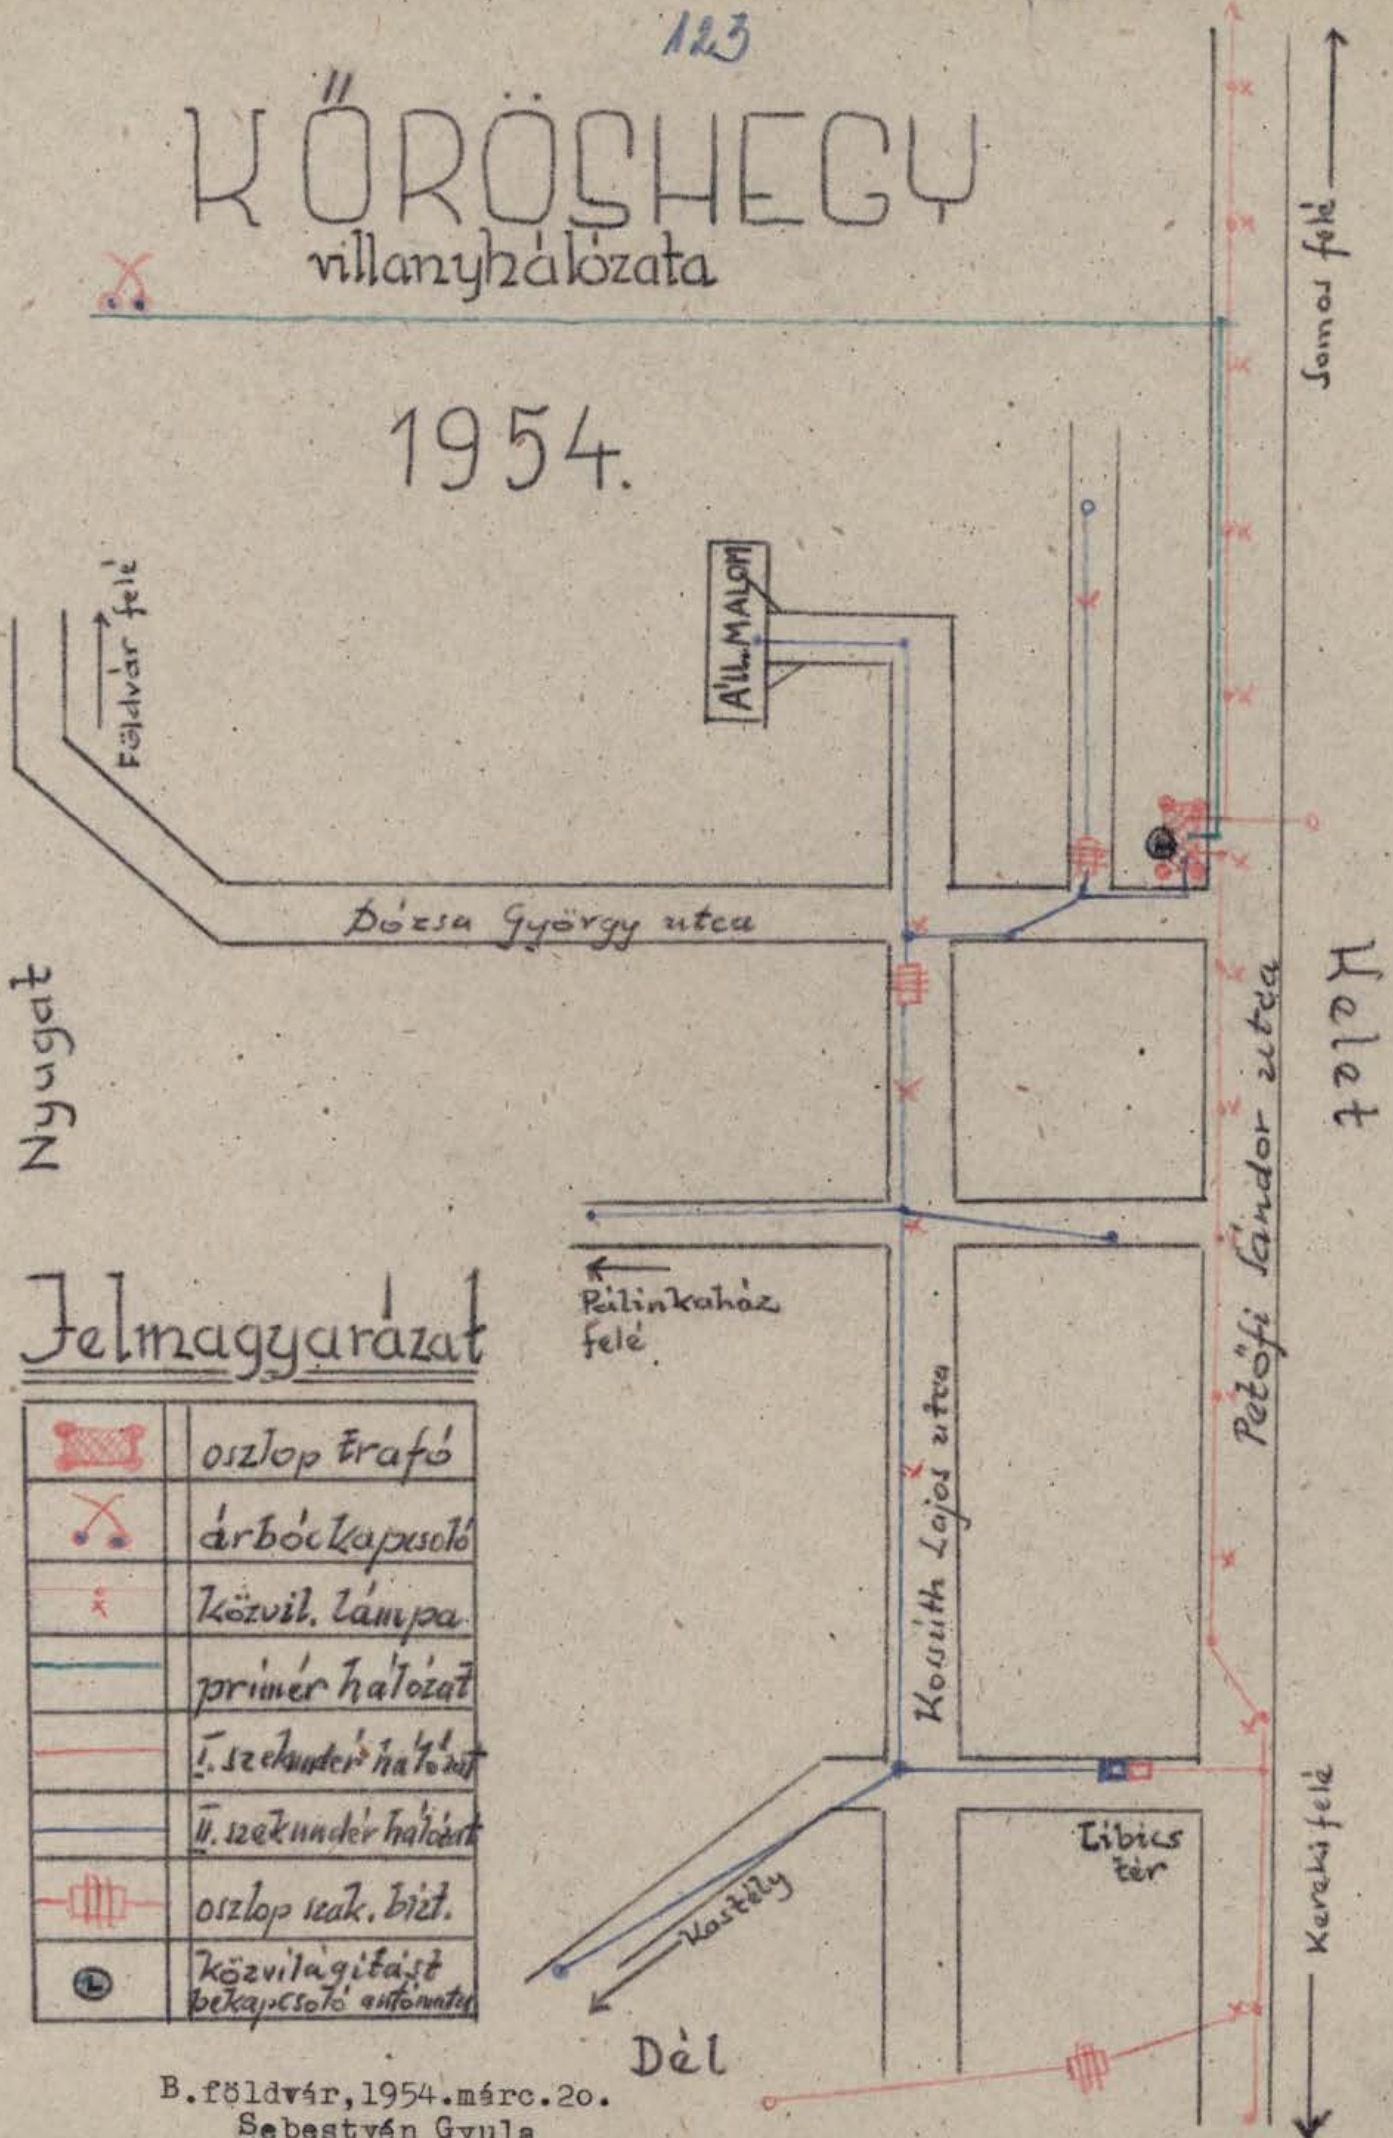 123
KŐRÖSHEGY
villanyhálózata
1954.
Somos felé
Földvár felé
ÁLL. MALOM
Dózsa György utca
Nyugat
Kelet
Petőfi Sándor utca
Pálinkaház
felé
Kossuth Lajos utca
Jelmagyarázat
oszlop trafó
árbóckapcsoló
közvil. lámpa
primér hálózat
I. szekundér hálózat
II. szekundér hálózat
oszlop szak. bizt.
L
közvilágitást
bekapcsoló automata
Libics
tér
Kereki felé
Kastély
Dél
B.földvár,1954.márc.20.
Sebestyén Gyula